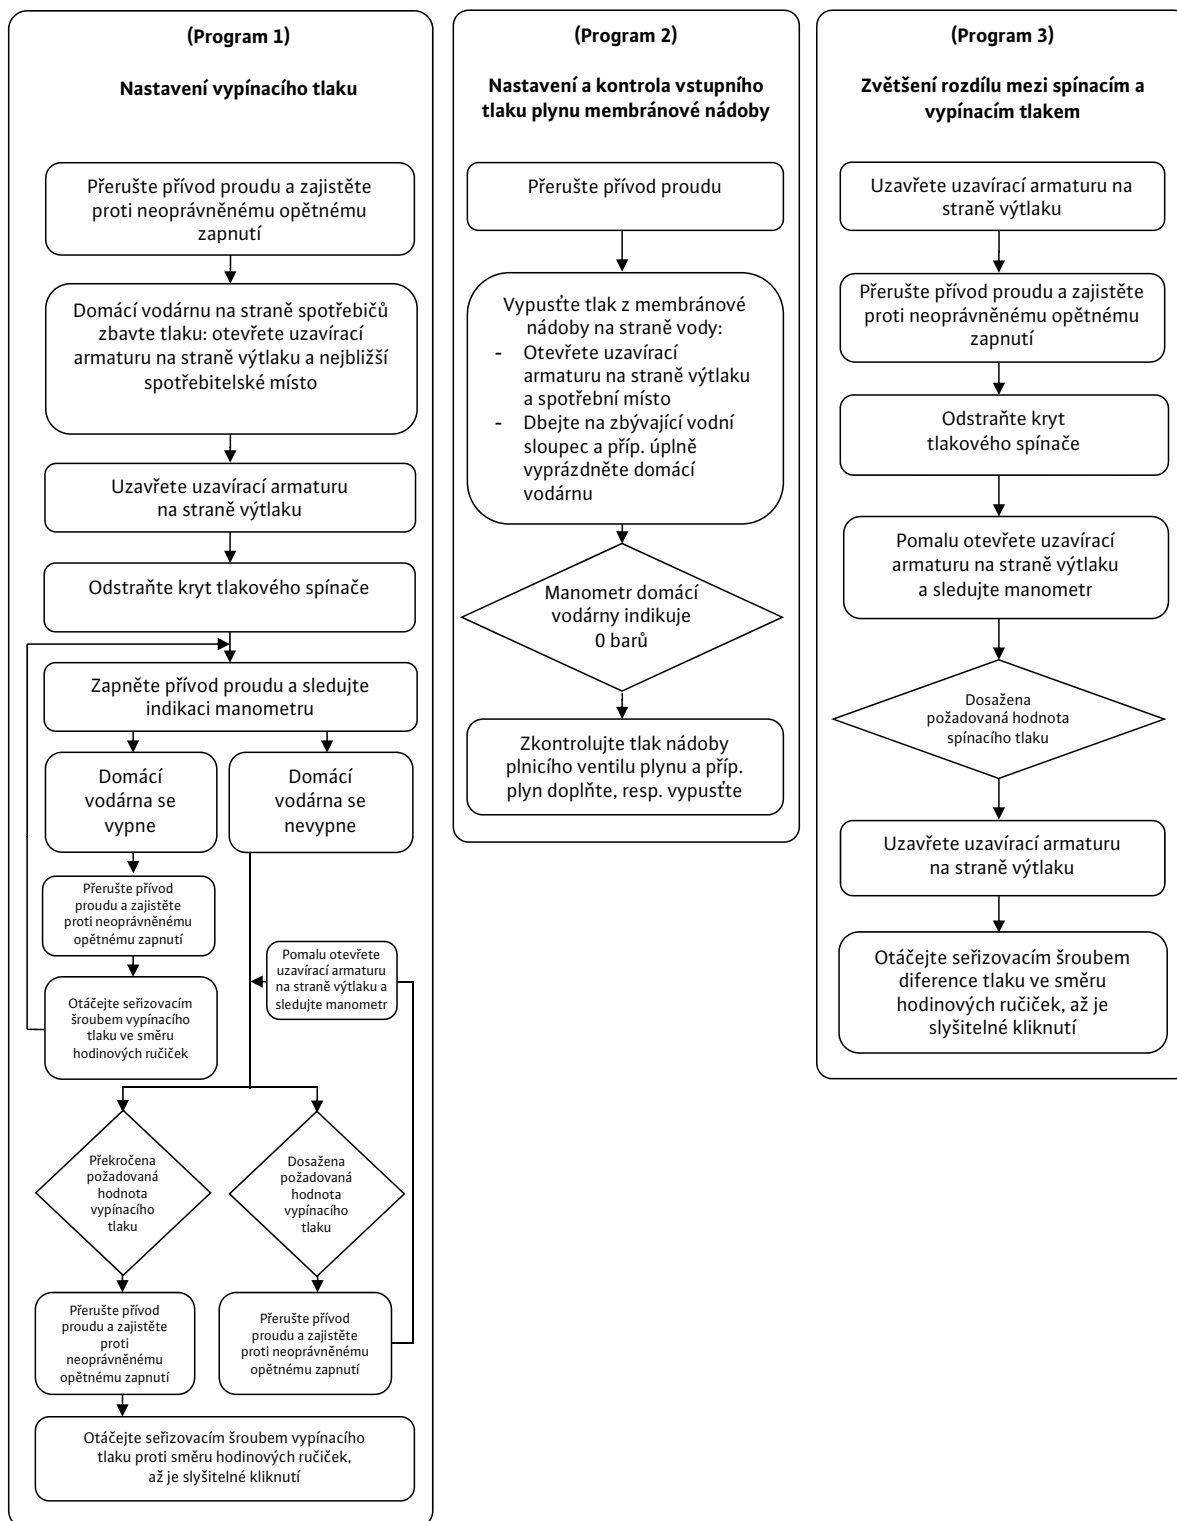 (Program 1)
Nastavení vypínacího tlaku
Přerušte přívod proudu a zajistěte
proti neoprávněnému opětnému
zapnutí
Domácí vodárnu na straně spotřebičů
zbavte tlaku: otevřete uzavírací
armaturu na straně výtlaku a nejbližší
spotřebitelské místo
Uzavřete uzavírací armaturu
na straně výtlaku
Odstraňte kryt tlakového spínače
Zapněte přívod proudu a sledujte
indikaci manometru
Domácí
vodárna se
vypne
Domácí
vodárna se
nevypne
Přerušte přívod
proudu a zajistěte
proti neoprávněnému
opětnému zapnutí
Pomalu otevřete
uzavírací armaturu
na straně výtlaku a
sledujte manometr
Otáčejte seřizovacím
šroubem vypínacího
tlaku ve směru
hodinových ručiček
Překročena
požadovaná
hodnota
vypínacího
tlaku
Dosažena
požadovaná
hodnota
vypínacího
tlaku
Přerušte přívod
proudu a zajistěte
proti
neoprávněnému
opětnému zapnutí
Přerušte přívod
proudu a zajistěte
proti neoprávněnému
opětnému zapnutí
Otáčejte seřizovacím šroubem vypínacího
tlaku proti směru hodinových ručiček,
až je slyšitelné kliknutí
(Program 2)
Nastavení a kontrola vstupního
tlaku plynu membránové nádoby
Přerušte přívod proudu
Vypusťte tlak z membránové
nádoby na straně vody:
- Otevřete uzavírací
armaturu na straně výtlaku
a spotřební místo
- Dbejte na zbývající vodní
sloupec a příp. úplně
vyprázdněte domácí
vodárnu
Manometr domácí
vodárny indikuje
0 barů
Zkontrolujte tlak nádoby
plnicího ventilu plynu a příp.
plyn doplňte, resp. vypusťte
(Program 3)
Zvětšení rozdílu mezi spínacím a
vypínacím tlakem
Uzavřete uzavírací armaturu na
straně výtlaku
Přerušte přívod proudu a zajistěte
proti neoprávněnému opětnému
zapnutí
Odstraňte kryt
tlakového spínače
Pomalu otevřete uzavírací
armaturu na straně výtlaku
a sledujte manometr
Dosažena
požadovaná hodnota
spínacího tlaku
Uzavřete uzavírací armaturu
na straně výtlaku
Otáčejte seřizovacím šroubem
diference tlaku ve směru
hodinových ručiček, až je
slyšitelné kliknutí